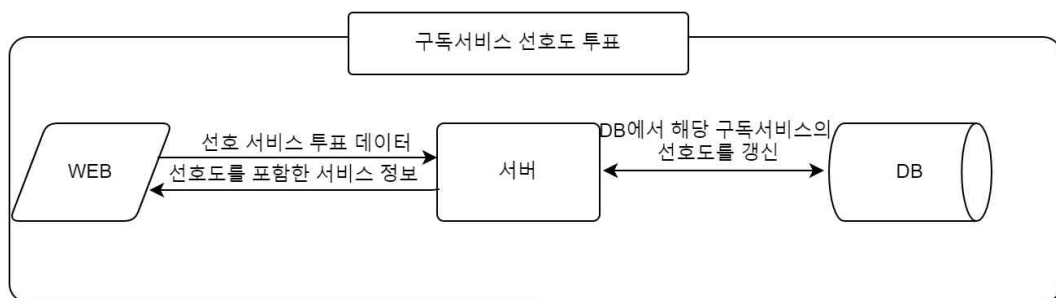 구독서비스 선호도 투표
WEB
선호 서비스 투표 데이터
선호도를 포함한 서비스 정보
서버
DB에서 해당 구독서비스의
선호도를 갱신
DB